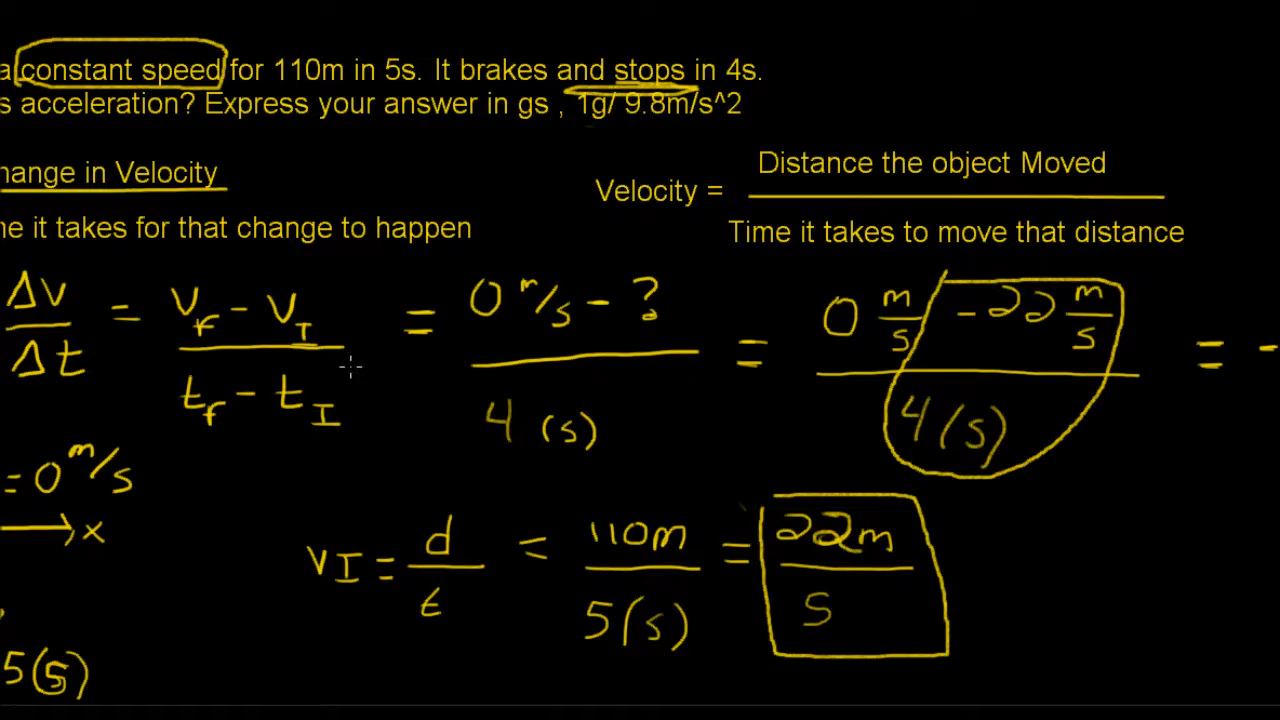 a constant speed for 110m in 5s. It brakes and stops in 4s.
s acceleration? Express your answer in gs , 1g/ 9.8m/s^2
hange in Velocity
ne it takes for that change to happen
Velocity = Distance the object Moved
Time it takes to move that distance
Δv = VF - VI = 0 m/s - ? = 0 m/s -22 m/s = -
Δt tF - tI 4 (s) 4 (s)
= 0 m/s
x
VI = d = 110m = 22m
t 5(s) s
5(s)